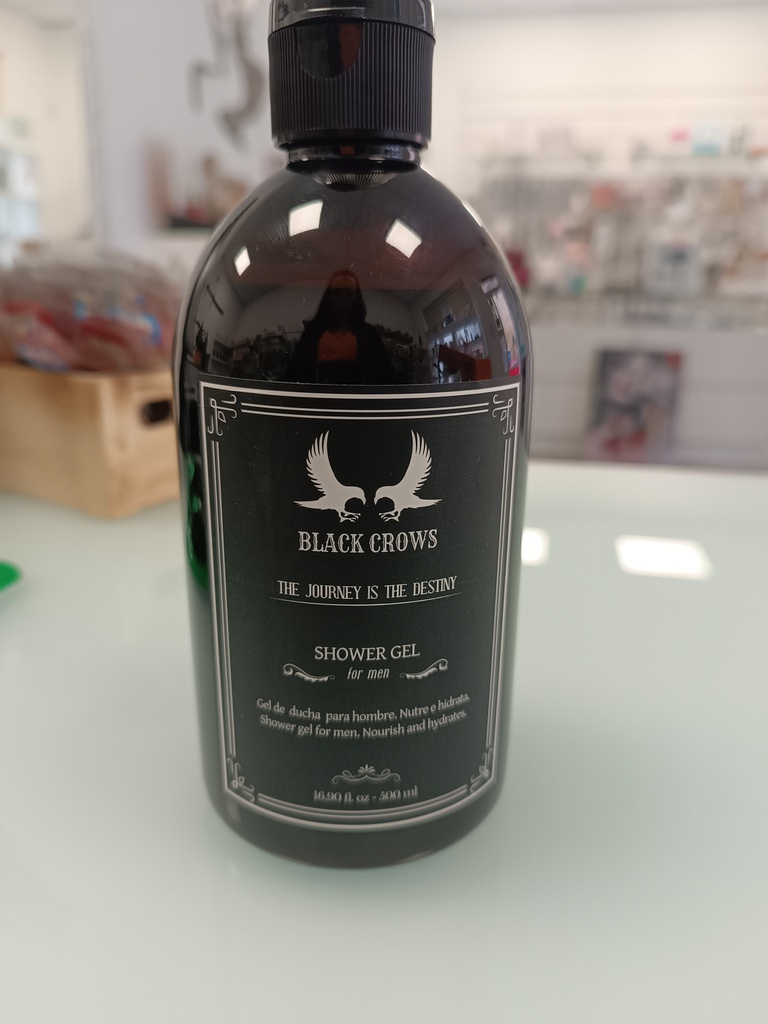 BLACK CROWS
THE JOURNEY IS THE DESTINY
SHOWER GEL
for men
Gel de ducha para hombre. Nutre e hidrata.
Shower gel for men. Nourish and hydrates.
16.90 fl. oz - 500 ml